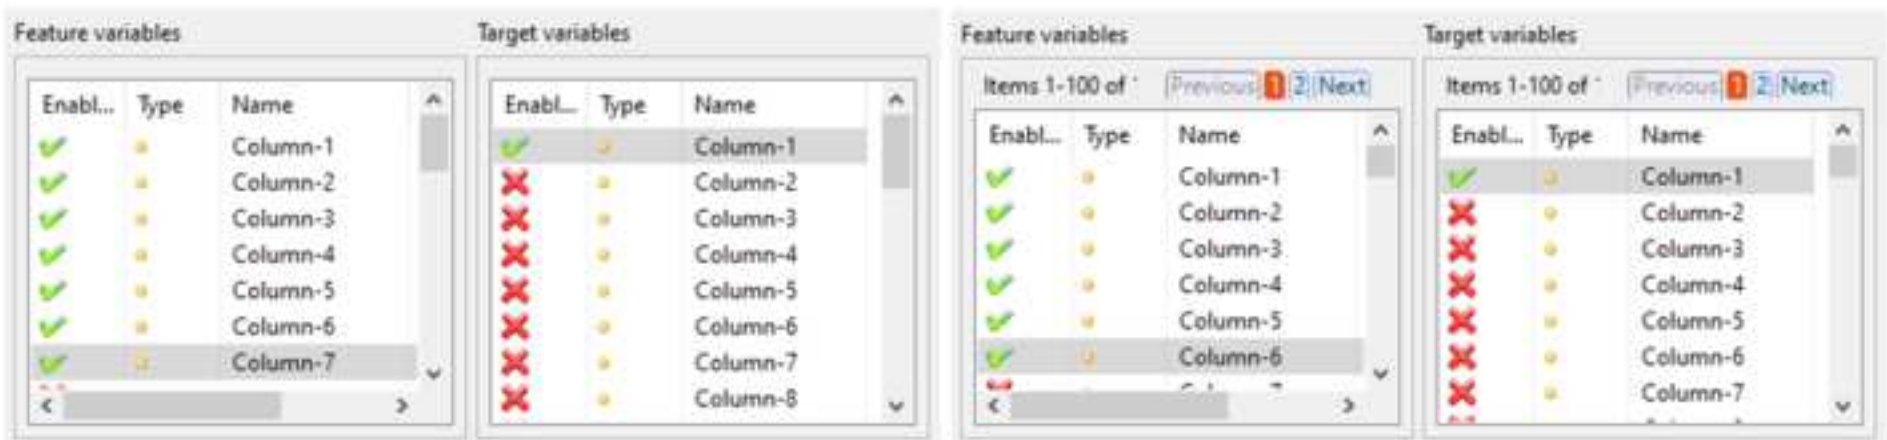 Feature variables
Enabl... Type Name
Column-1
Column-2
Column-3
Column-4
Column-5
Column-6
Column-7
Target variables
Enabl... Type Name
Column-1
Column-2
Column-3
Column-4
Column-5
Column-6
Column-7
Column-8
Feature variables
Items 1-100 of Previous 1 2 Next
Enabl... Type Name
Column-1
Column-2
Column-3
Column-4
Column-5
Column-6
Target variables
Items 1-100 of Previous 1 2 Next
Enabl... Type Name
Column-1
Column-2
Column-3
Column-4
Column-5
Column-6
Column-7